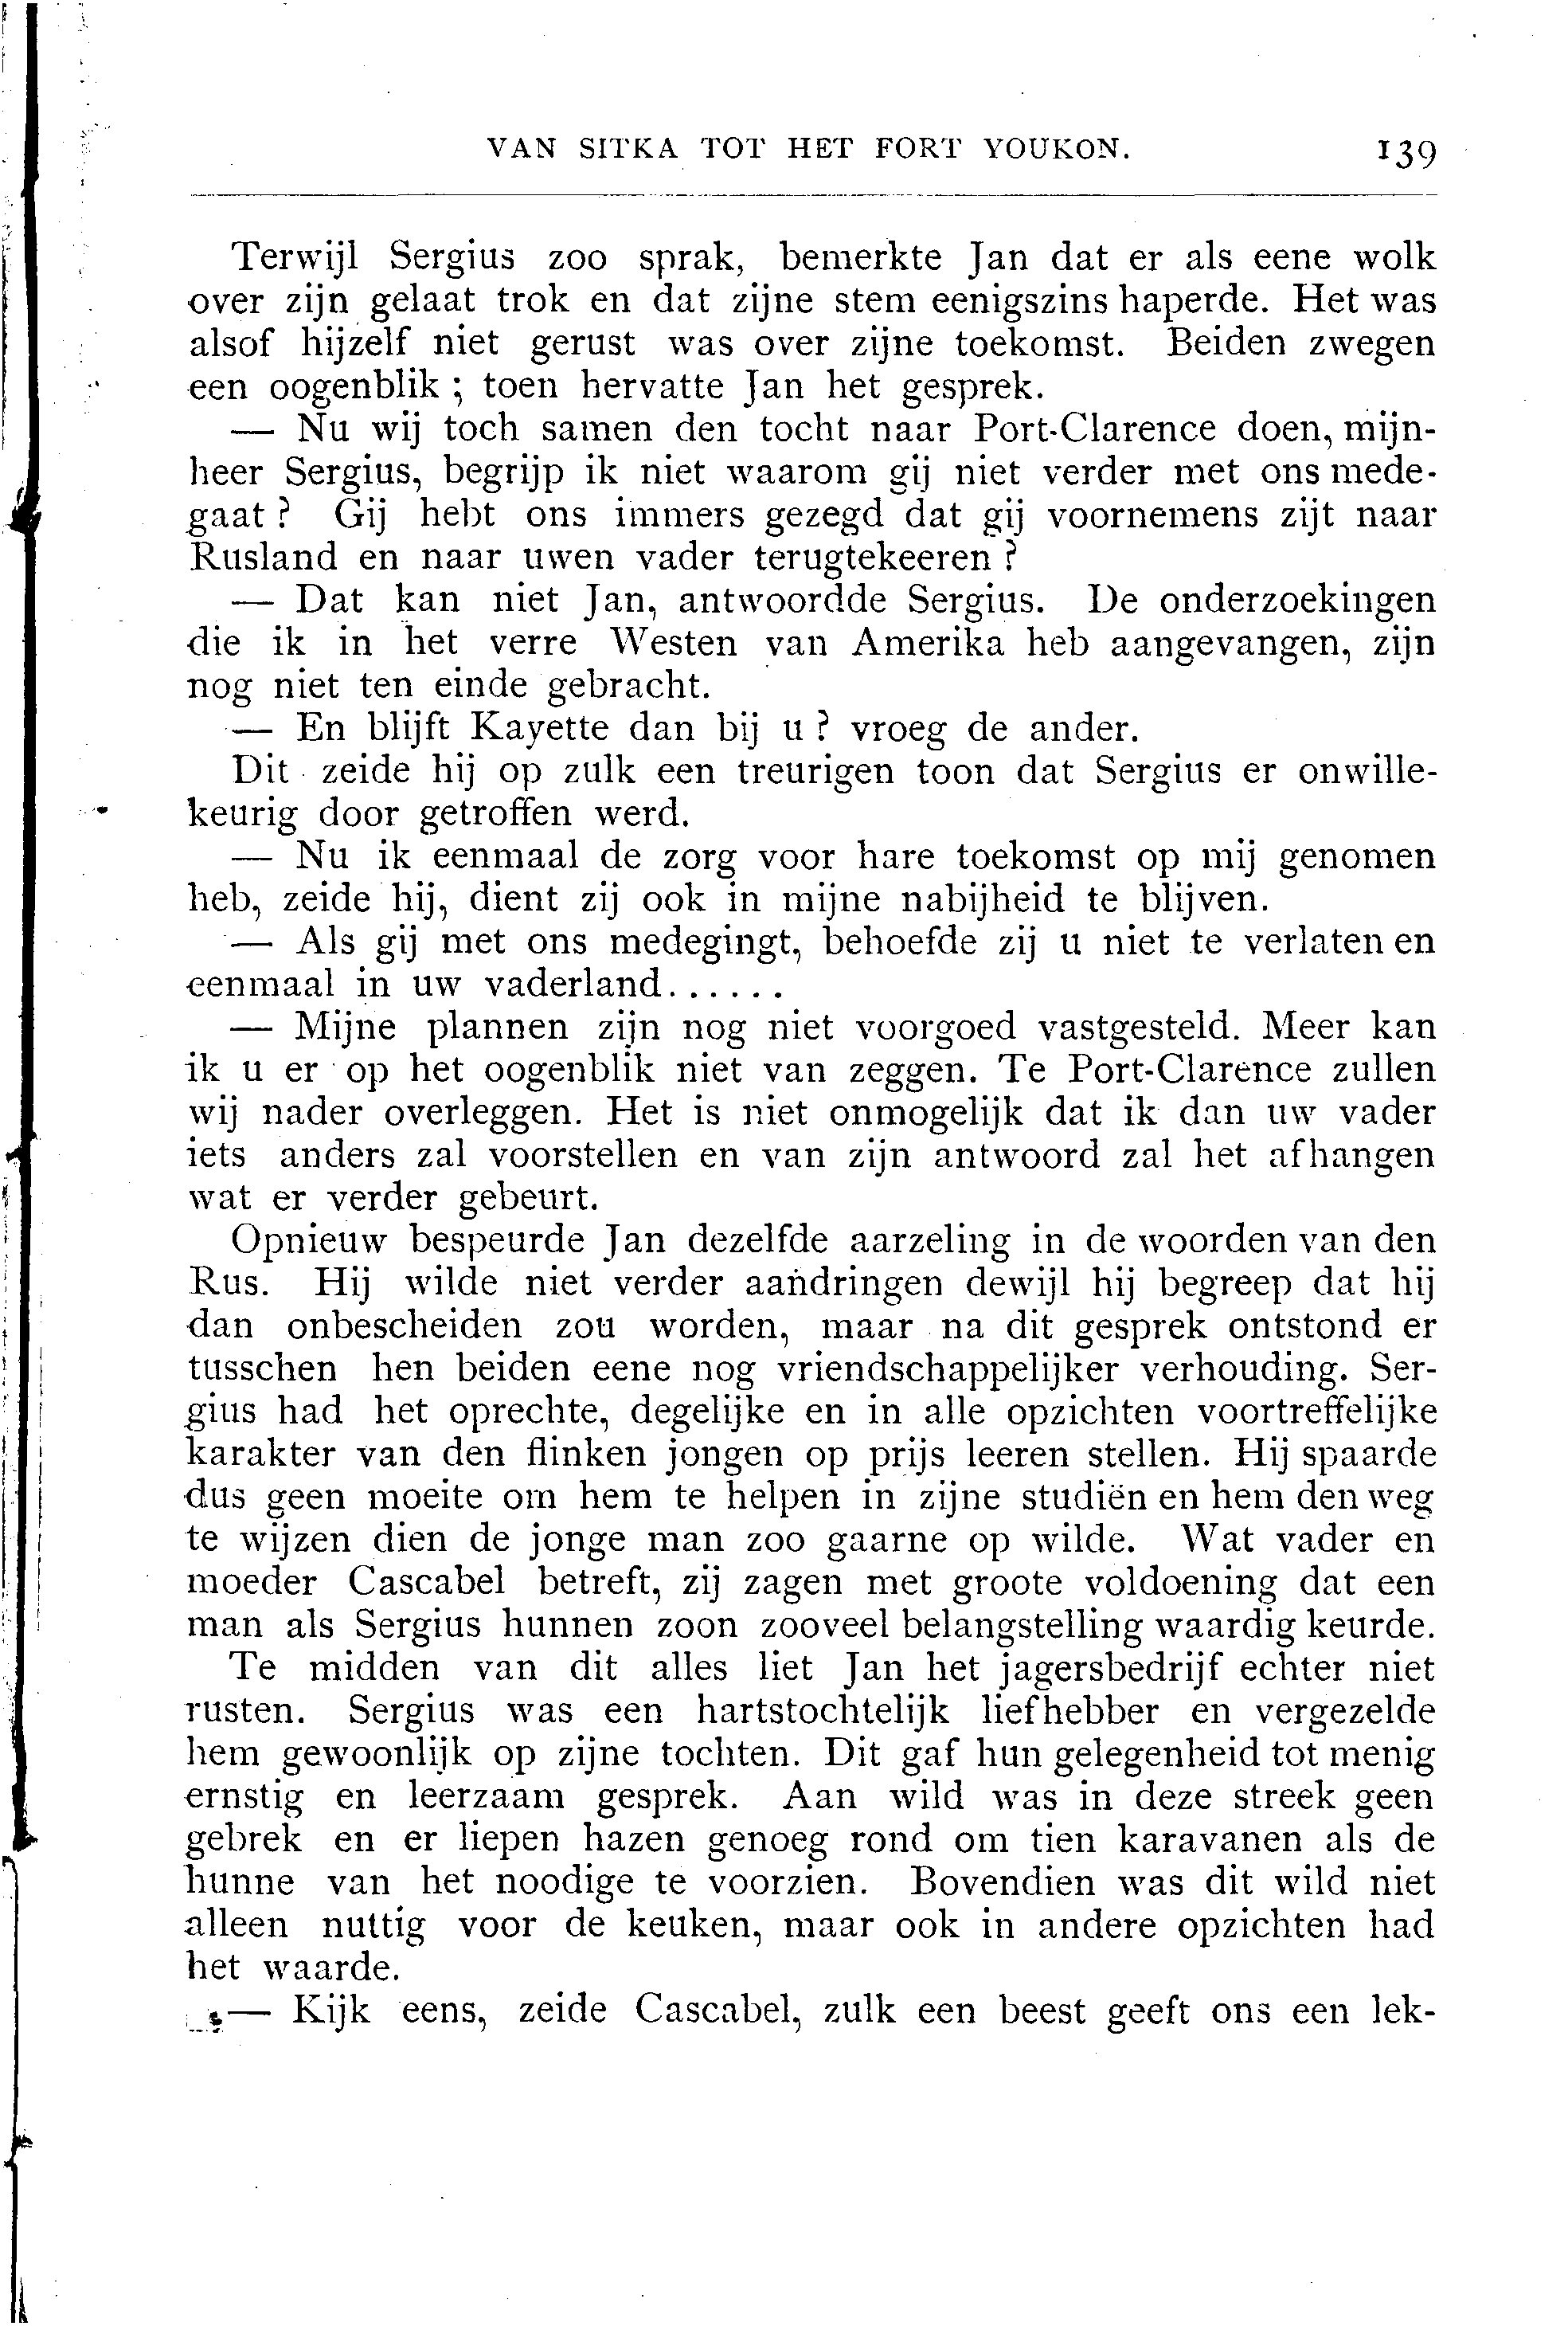 VAN SITKA TOT HET FORT YOUKON. 139
Terwijl Sergius zoo sprak, bemerkte Jan dat er als eene wolk
over zijn gelaat trok en dat zijne stem eenigszins haperde. Het was
alsof hijzelf niet gerust was over zijne toekomst. Beiden zwegen
een oogenblik ; toen hervatte Jan het gesprek.
— Nu wij toch samen den tocht naar Port-Clarence doen, mijn-
heer Sergius, begrijp ik niet waarom gij niet verder met ons mede-
gaat ? Gij hebt ons immers gezegd dat gij voornemens zijt naar
Rusland en naar uwen vader terugtekeeren ?
— Dat kan niet Jan, antwoordde Sergius. De onderzoekingen
die ik in het verre Westen van Amerika heb aangevangen, zijn
nog niet ten einde gebracht.
— En blijft Kayette dan bij u ? vroeg de ander.
Dit zeide hij op zulk een treurigen toon dat Sergius er onwille-
keurig door getroffen werd.
— Nu ik eenmaal de zorg voor hare toekomst op mij genomen
heb, zeide hij, dient zij ook in mijne nabijheid te blijven.
— Als gij met ons medegingt, behoefde zij u niet te verlaten en
eenmaal in uw vaderland......
— Mijne plannen zijn nog niet voorgoed vastgesteld. Meer kan
ik u er op het oogenblik niet van zeggen. Te Port-Clarence zullen
wij nader overleggen. Het is niet onmogelijk dat ik dan uw vader
iets anders zal voorstellen en van zijn antwoord zal het afhangen
wat er verder gebeurt.
Opnieuw bespeurde Jan dezelfde aarzeling in de woorden van den
Rus. Hij wilde niet verder aandringen dewijl hij begreep dat hij
dan onbescheiden zou worden, maar na dit gesprek ontstond er
tusschen hen beiden eene nog vriendschappelijker verhouding. Ser-
gius had het oprechte, degelijke en in alle opzichten voortreffelijke
karakter van den flinken jongen op prijs leeren stellen. Hij spaarde
dus geen moeite om hem te helpen in zijne studiën en hem den weg
te wijzen dien de jonge man zoo gaarne op wilde. Wat vader en
moeder Cascabel betreft, zij zagen met groote voldoening dat een
man als Sergius hunnen zoon zooveel belangstelling waardig keurde.
Te midden van dit alles liet Jan het jagersbedrijf echter niet
rusten. Sergius was een hartstochtelijk liefhebber en vergezelde
hem gewoonlijk op zijne tochten. Dit gaf hun gelegenheid tot menig
ernstig en leerzaam gesprek. Aan wild was in deze streek geen
gebrek en er liepen hazen genoeg rond om tien karavanen als de
hunne van het noodige te voorzien. Bovendien was dit wild niet
alleen nuttig voor de keuken, maar ook in andere opzichten had
het waarde.
— Kijk eens, zeide Cascabel, zulk een beest geeft ons een lek-